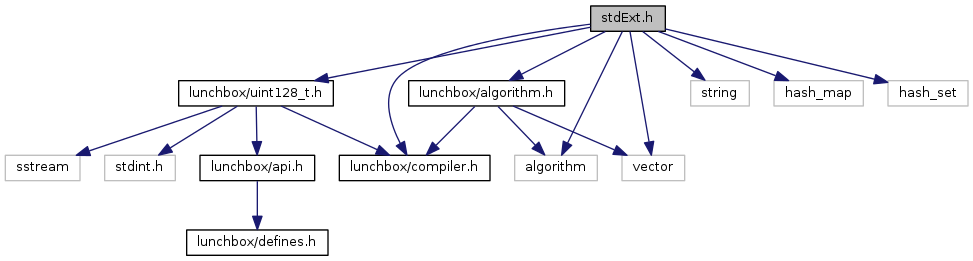 stdExt.h
lunchbox/uint128_t.h
lunchbox/algorithm.h
string
hash_map
hash_set
sstream
stdint.h
lunchbox/api.h
lunchbox/compiler.h
algorithm
vector
lunchbox/defines.h